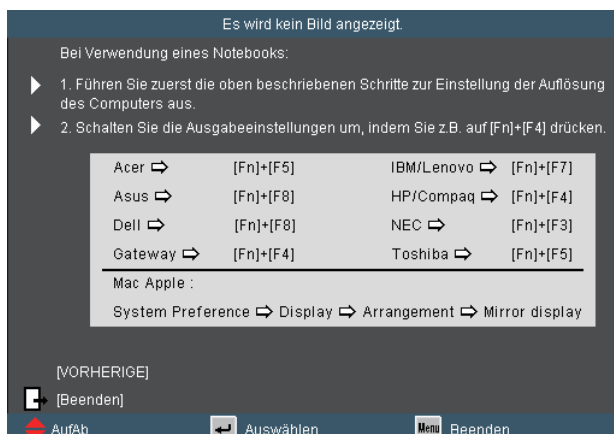 Es wird kein Bild angezeigt.
Bei Verwendung eines Notebooks:
1. Führen Sie zuerst die oben beschriebenen Schritte zur Einstellung der Auflösung
des Computers aus.
2. Schalten Sie die Ausgabeeinstellungen um, indem Sie z.B. auf [Fn]+[F4] drücken.
Acer ⇨ [Fn]+[F5] IBM/Lenovo ⇨ [Fn]+[F7]
Asus ⇨ [Fn]+[F8] HP/Compaq ⇨ [Fn]+[F4]
Dell ⇨ [Fn]+[F8] NEC ⇨ [Fn]+[F3]
Gateway ⇨ [Fn]+[F4] Toshiba ⇨ [Fn]+[F5]
Mac Apple :
System Preference ⇨ Display ⇨ Arrangement ⇨ Mirror display
[VORHERIGE]
[Beenden]
AufAb Auswählen Menu Beenden